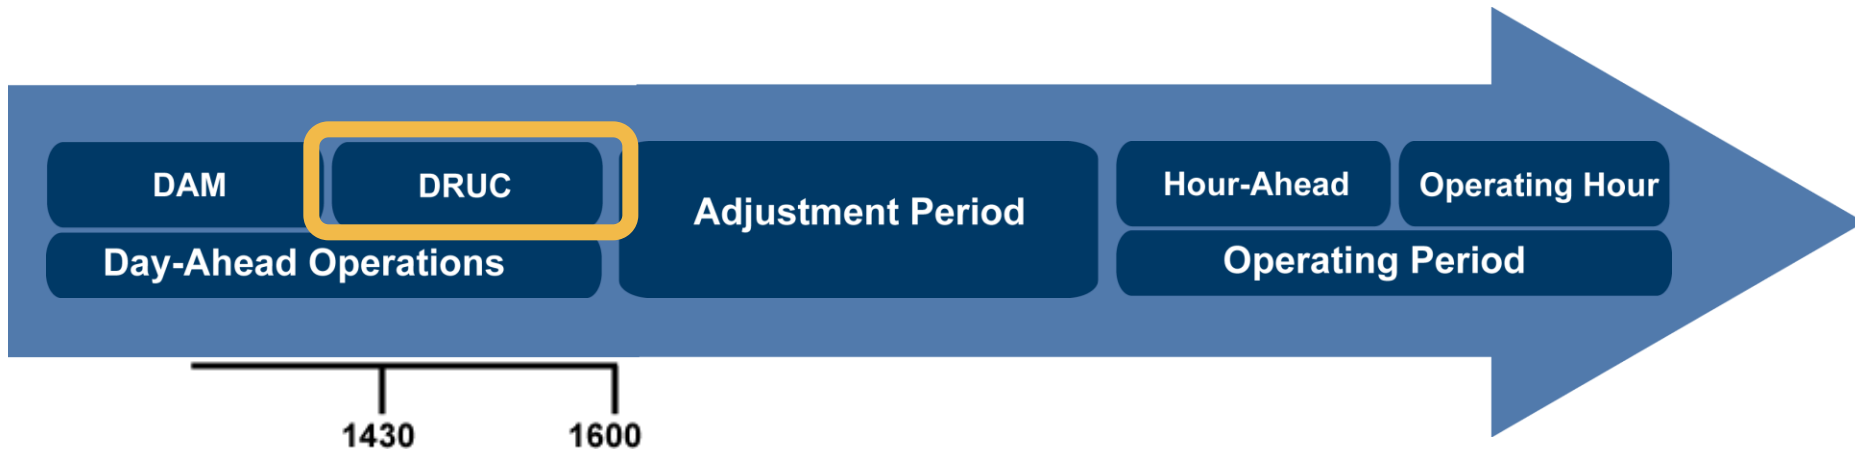 DAM
DRUC
Day-Ahead Operations
Adjustment Period
Hour-Ahead
Operating Hour
Operating Period
1430
1600